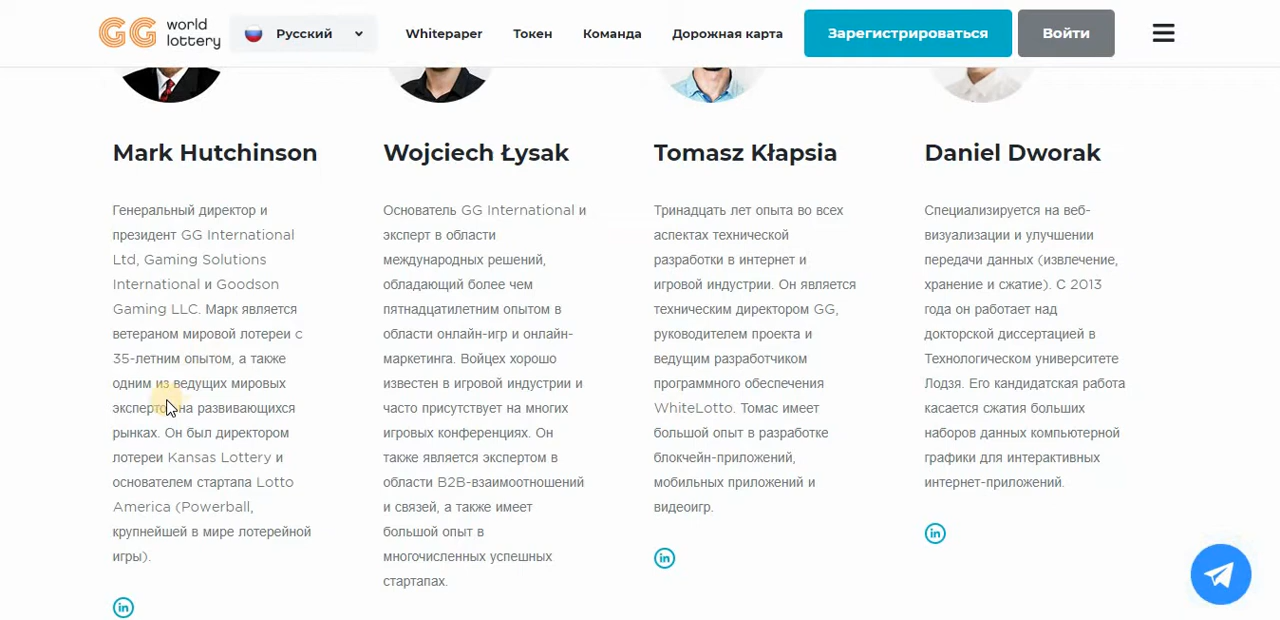 world
lottery
Русский
Whitepaper
Токен
Команда
Дорожная карта
Зарегистрироваться
Войти
Mark Hutchinson
Генеральный директор и
президент GG International
Ltd, Gaming Solutions
International и Goodson
Gaming LLC. Марк является
ветераном мировой лотереи с
35-летним опытом, а также
одним из ведущих мировых
экспертов на развивающихся
рынках. Он был директором
лотереи Kansas Lottery и
основателем стартапа Lotto
America (Powerball,
крупнейшей в мире лотерейной
игры).
in
Wojciech Łysak
Основатель GG International и
эксперт в области
международных решений,
обладающий более чем
пятнадцатилетним опытом в
области онлайн-игр и онлайн-
маркетинга. Войцех хорошо
известен в игровой индустрии и
часто присутствует на многих
игровых конференциях. Он
также является экспертом в
области B2B-взаимоотношений
и связей, а также имеет
большой опыт в
многочисленных успешных
стартапах.
Tomasz Kłapsia
Тринадцать лет опыта во всех
аспектах технической
разработки в интернет и
игровой индустрии. Он является
техническим директором GG,
руководителем проекта и
ведущим разработчиком
программного обеспечения
WhiteLotto. Томас имеет
большой опыт в разработке
блокчейн-приложений,
мобильных приложений и
видеоигр.
in
Daniel Dworak
Специализируется на веб-
визуализации и улучшении
передачи данных (извлечение,
хранение и сжатие). С 2013
года он работает над
докторской диссертацией в
Технологическом университете
Лодзя. Его кандидатская работа
касается сжатия больших
наборов данных компьютерной
графики для интерактивных
интернет-приложений.
in